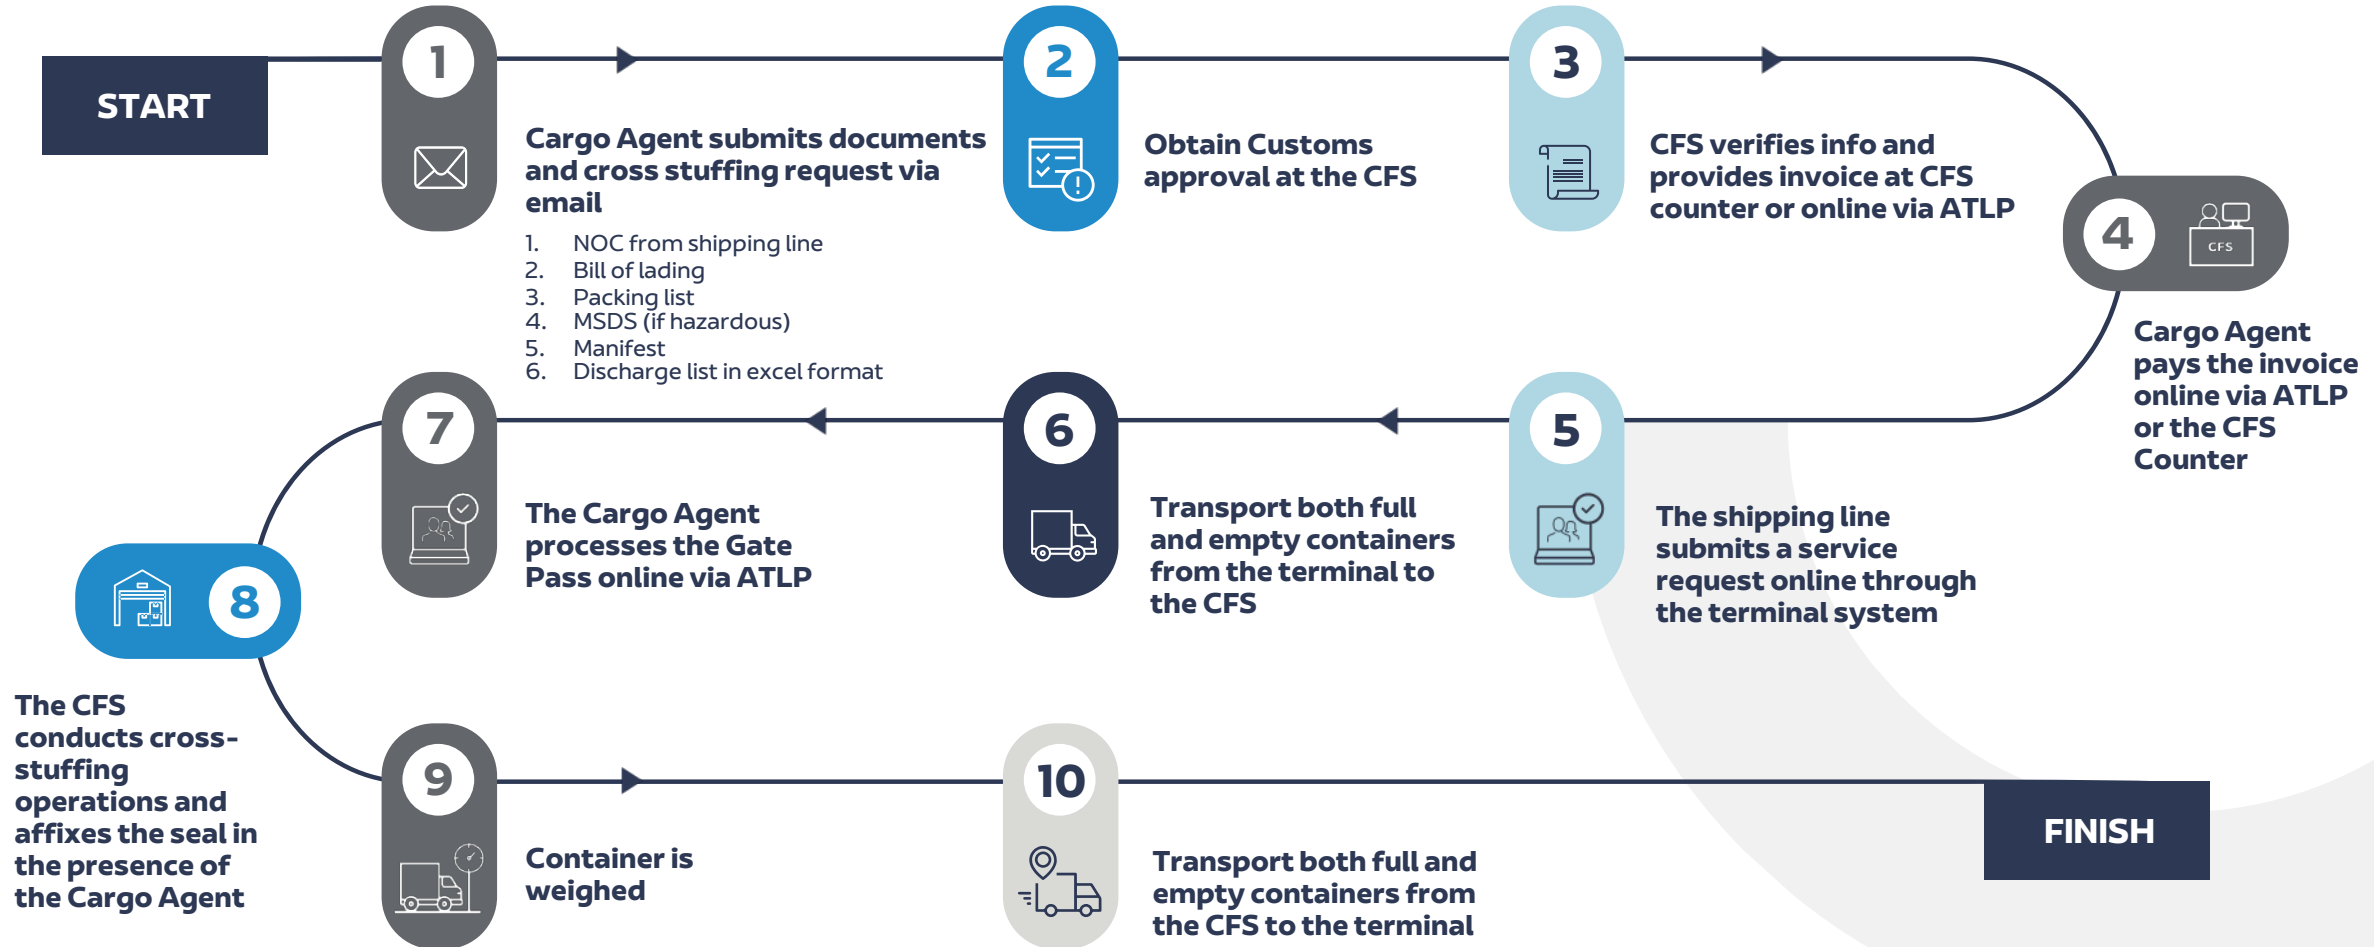 START
1
Cargo Agent submits documents
and cross stuffing request via
email
1. NOC from shipping line
2. Bill of lading
3. Packing list
4. MSDS (if hazardous)
5. Manifest
6. Discharge list in excel format
2
Obtain Customs
approval at the CFS
3
CFS verifies info and
provides invoice at CFS
counter or online via ATLP
4
CFS
Cargo Agent
pays the invoice
online via ATLP
or the CFS
Counter
5
The shipping line
submits a service
request online through
the terminal system
6
Transport both full
and empty containers
from the terminal to
the CFS
7
The Cargo Agent
processes the Gate
Pass online via ATLP
8
The CFS
conducts cross-
stuffing
operations and
affixes the seal in
the presence of
the Cargo Agent
9
Container is
weighed
10
Transport both full and
empty containers from
the CFS to the terminal
FINISH